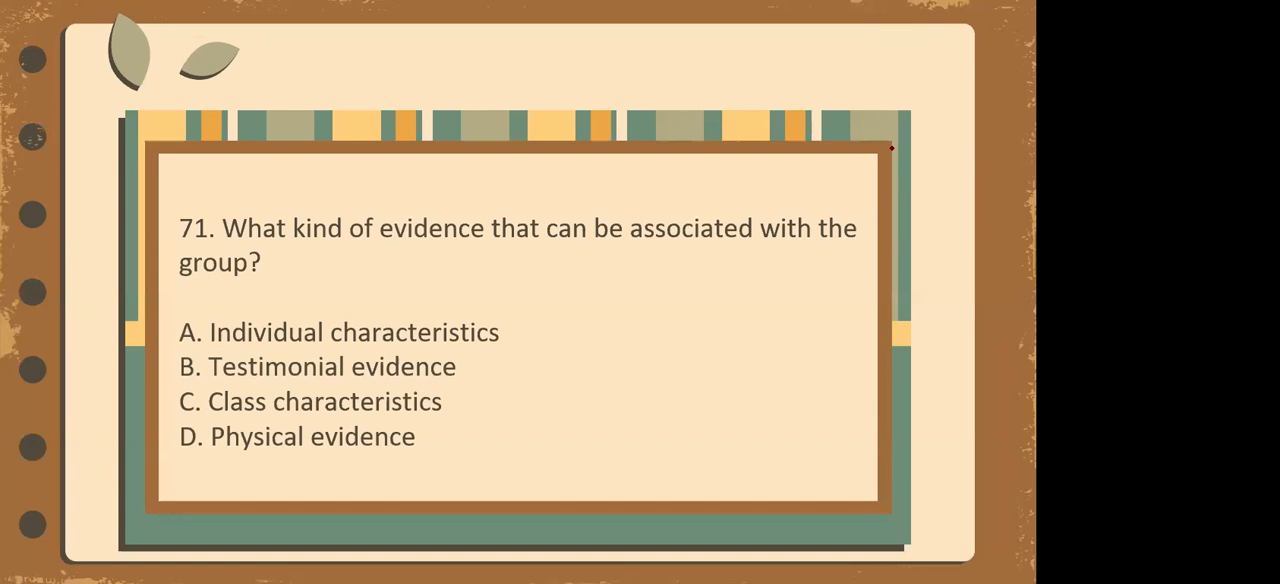 71. What kind of evidence that can be associated with the
group?
A. Individual characteristics
B. Testimonial evidence
C. Class characteristics
D. Physical evidence